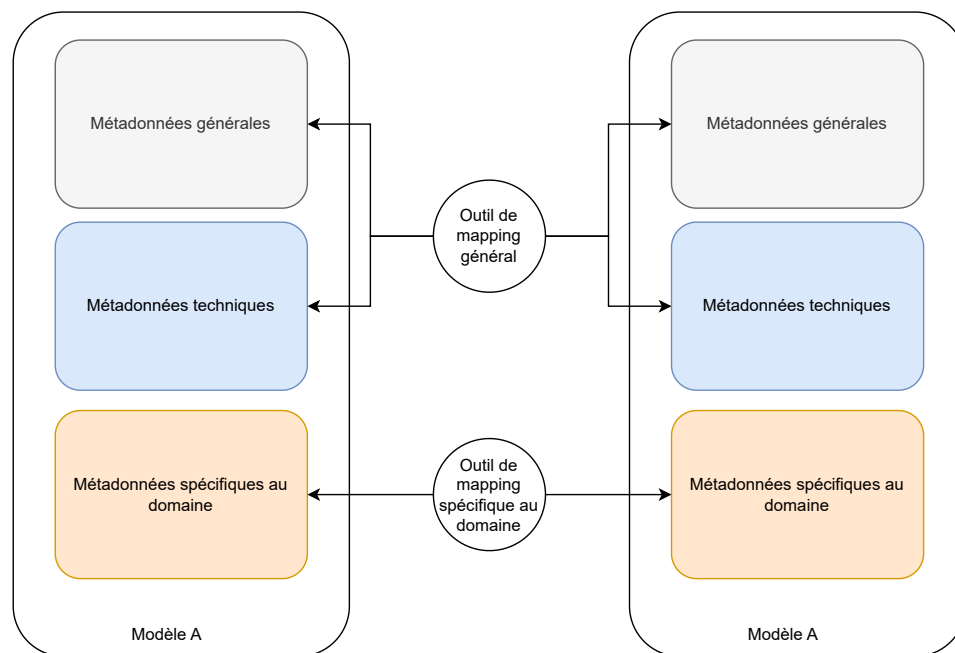 Métadonnées générales
Métadonnées techniques
Métadonnées spécifiques au
domaine
Modèle A
Outil de
mapping
général
Outil de
mapping
spécifique au
domaine
Métadonnées générales
Métadonnées techniques
Métadonnées spécifiques au
domaine
Modèle A